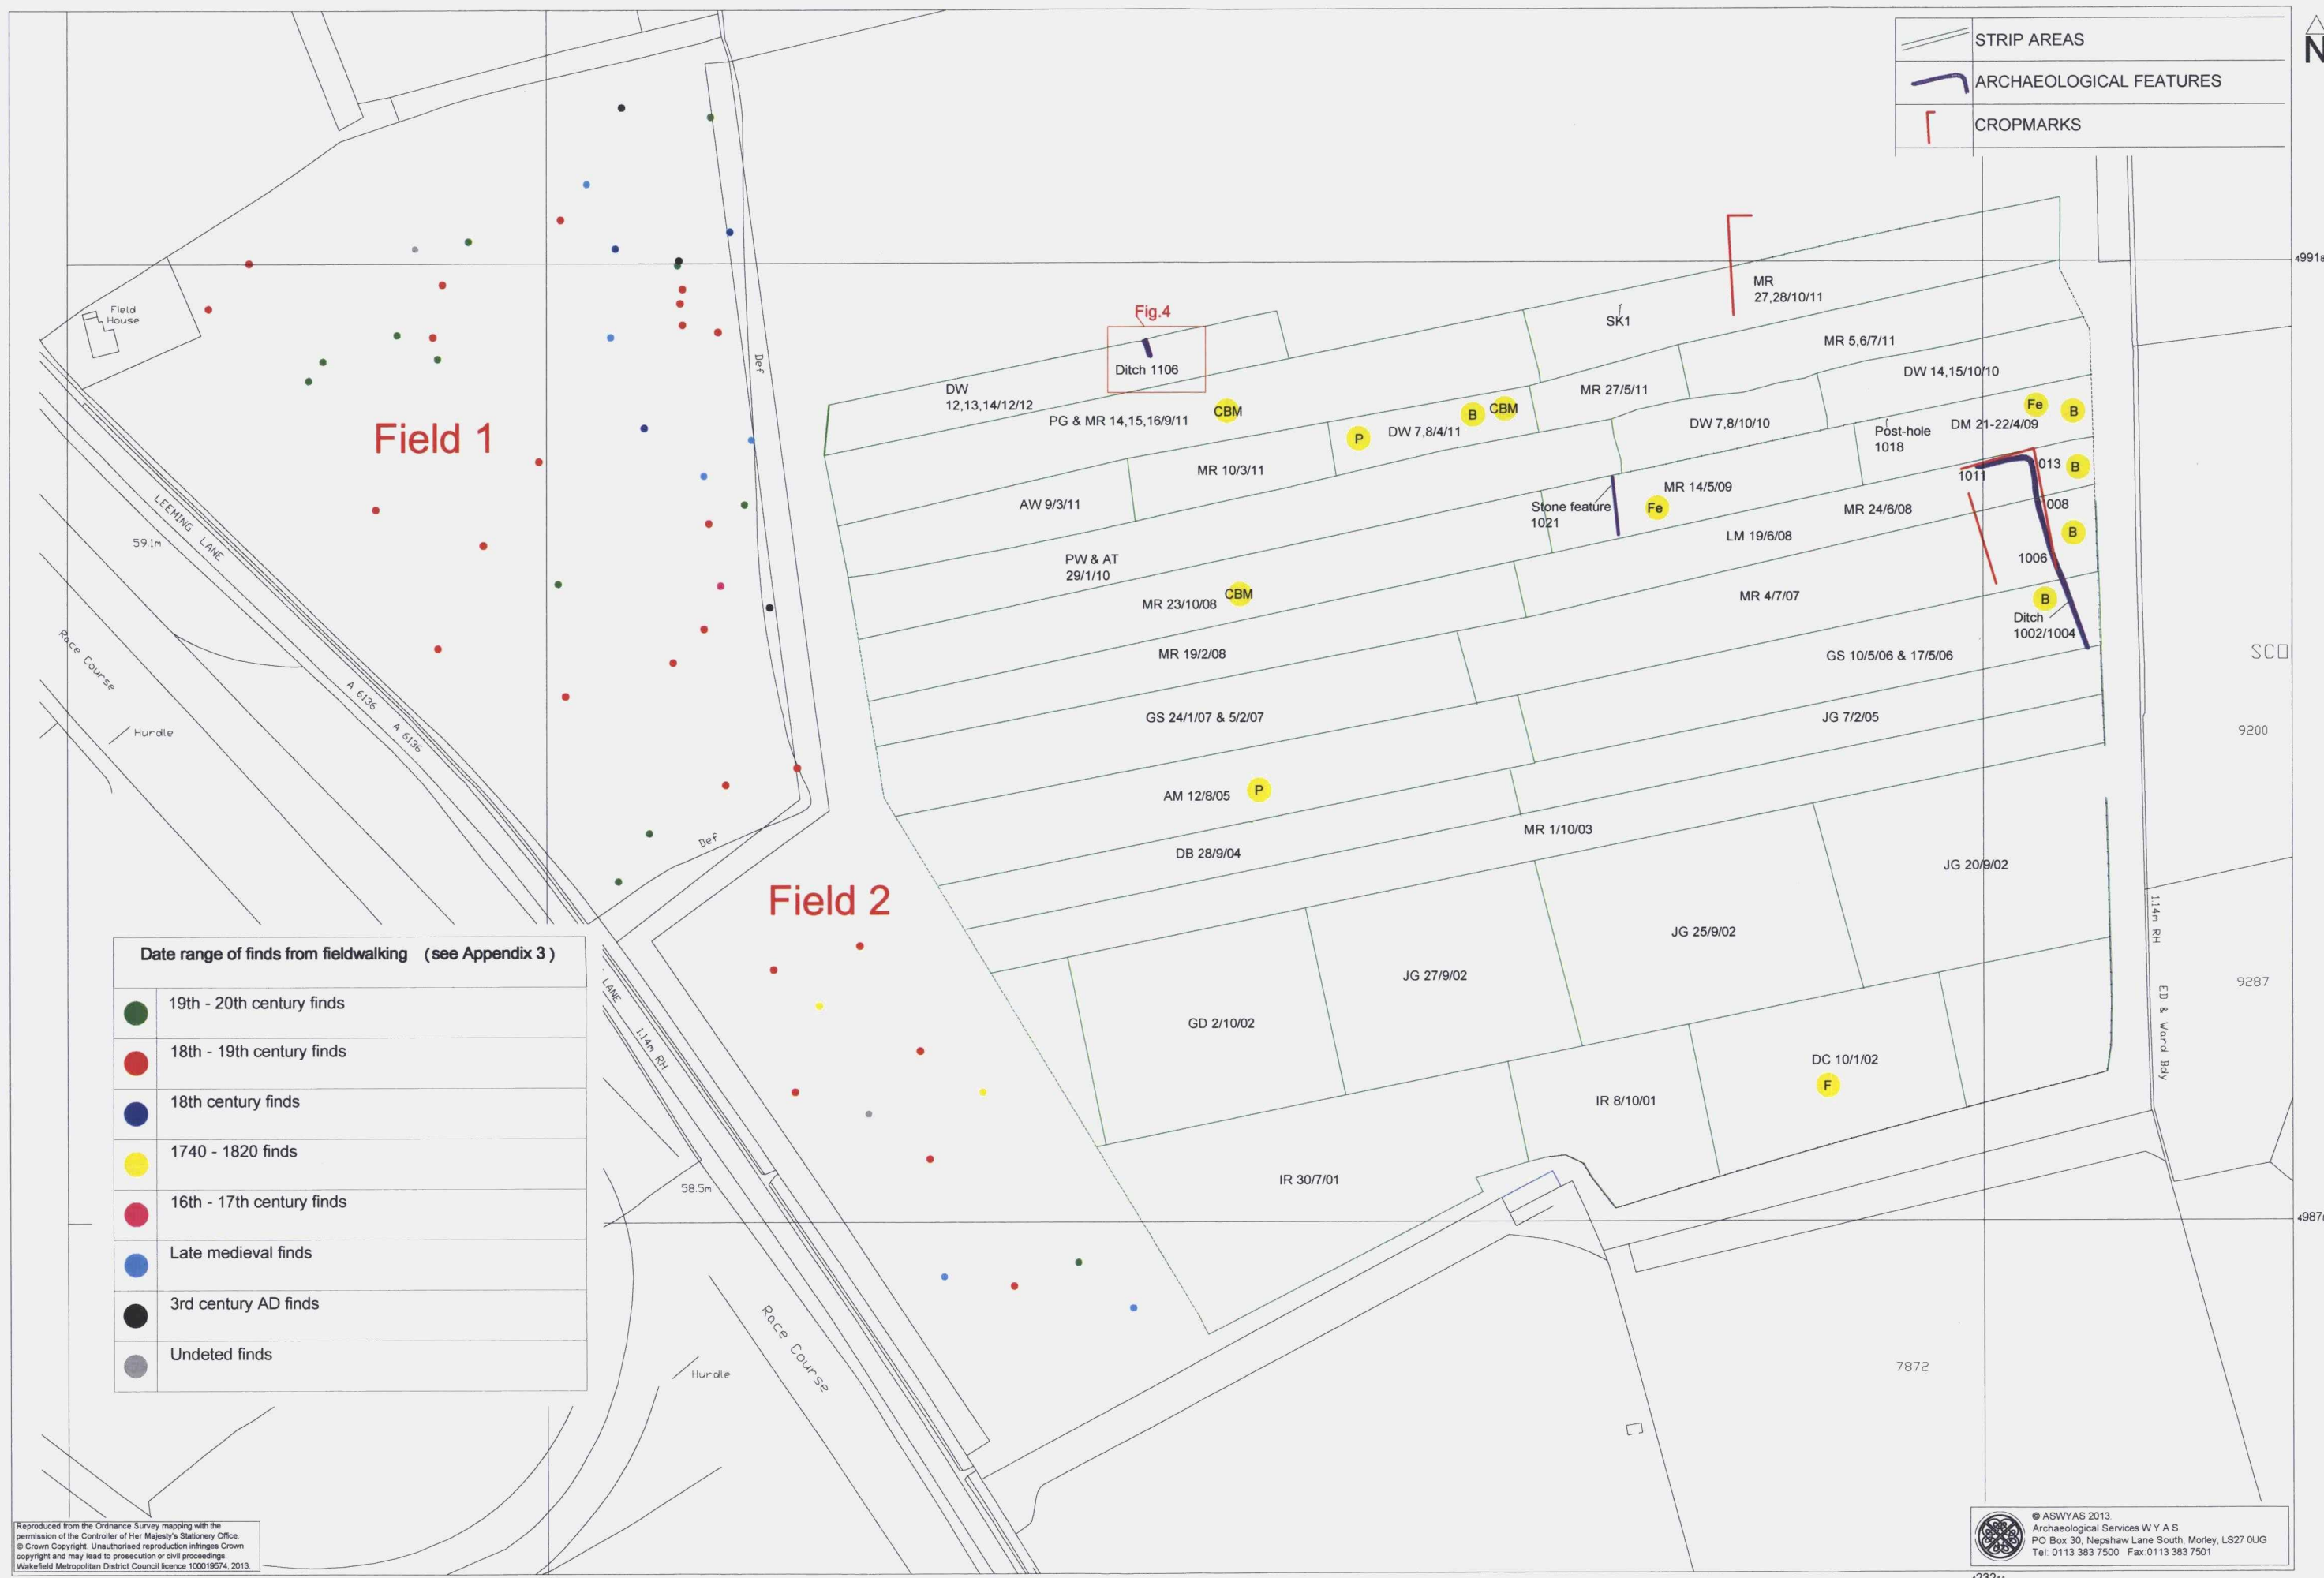 STRIP AREAS
ARCHAEOLOGICAL FEATURES
CROPMARKS
N
Field
House
Field 1
LEEMING LANE
59.1m
Race Course
Hurdle
A 6136
A 6136
Def
Def
Fig.4
Ditch 1106
DW
12,13,14/12/12
PG & MR 14,15,16/9/11
CBM
SK1
MR
27,28/10/11
MR 5,6/7/11
MR 27/5/11
DW 14,15/10/10
P
DW 7,8/4/11
B
CBM
DW 7,8/10/10
Post-hole
1018
DM 21-22/4/09
Fe
B
MR 10/3/11
AW 9/3/11
Stone feature
1021
MR 14/5/09
Fe
1011
013
B
008
B
1006
B
Ditch
1002/1004
MR 24/6/08
LM 19/6/08
PW & AT
29/1/10
MR 23/10/08
CBM
MR 4/7/07
MR 19/2/08
GS 10/5/06 & 17/5/06
GS 24/1/07 & 5/2/07
JG 7/2/05
AM 12/8/05
P
MR 1/10/03
DB 28/9/04
JG 20/9/02
JG 25/9/02
JG 27/9/02
GD 2/10/02
DC 10/1/02
F
IR 8/10/01
IR 30/7/01
Field 2
SCO
9200
9287
7872
1.14m RH
ED & Ward Bdy
4991
4987
LANE
1.14m RH
58.5m
Race Course
Hurdle
Date range of finds from fieldwalking (see Appendix 3 )
19th - 20th century finds
18th - 19th century finds
18th century finds
1740 - 1820 finds
16th - 17th century finds
Late medieval finds
3rd century AD finds
Undeted finds
Reproduced from the Ordnance Survey mapping with the
permission of the Controller of Her Majesty's Stationery Office.
© Crown Copyright. Unauthorised reproduction infringes Crown
copyright and may lead to prosecution or civil proceedings.
Wakefield Metropolitan District Council licence 100019574, 2013.
© ASWYAS 2013.
Archaeological Services W Y A S
PO Box 30, Nepshaw Lane South, Morley, LS27 0UG
Tel: 0113 383 7500 Fax:0113 383 7501